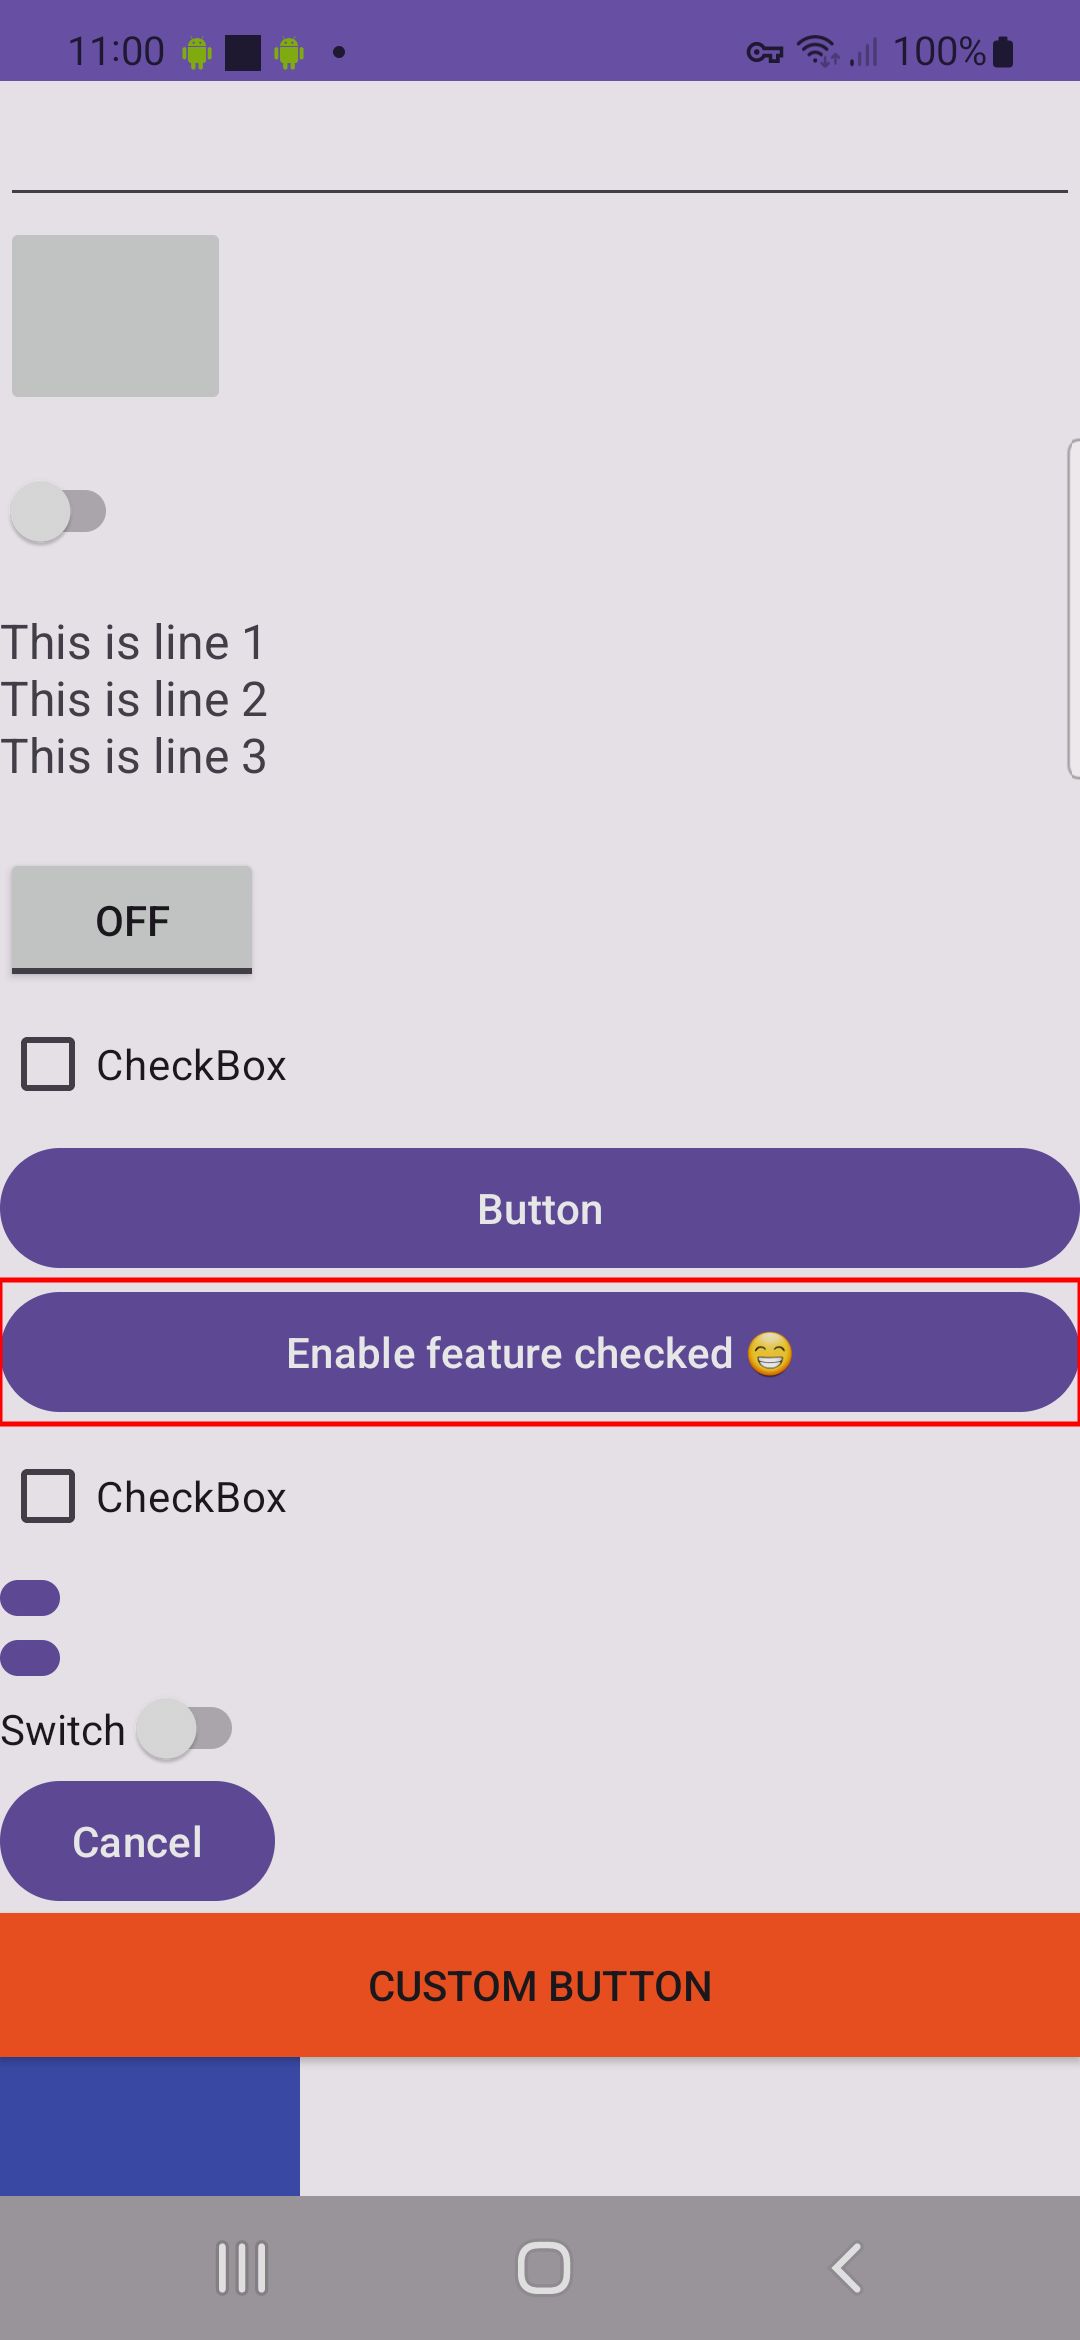 11:00 100%
This is line 1
This is line 2
This is line 3
OFF
CheckBox
Button
Enable feature checked 😁
CheckBox
Switch
Cancel
CUSTOM BUTTON